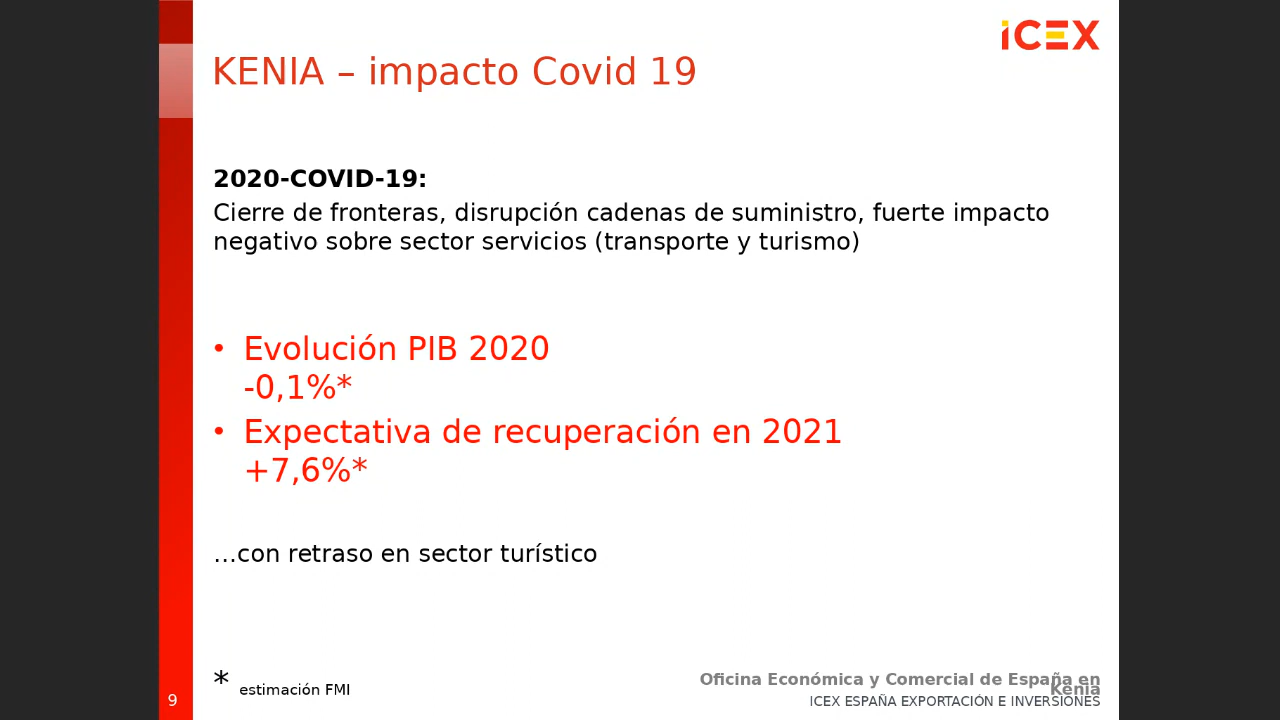 iCEX
KENIA – impacto Covid 19
2020-COVID-19:
Cierre de fronteras, disrupción cadenas de suministro, fuerte impacto
negativo sobre sector servicios (transporte y turismo)
• Evolución PIB 2020
-0,1%*
• Expectativa de recuperación en 2021
+7,6%*
...con retraso en sector turístico
* estimación FMI
Oficina Económica y Comercial de España en
Kenia
ICEX ESPAÑA EXPORTACIÓN E INVERSIONES
9